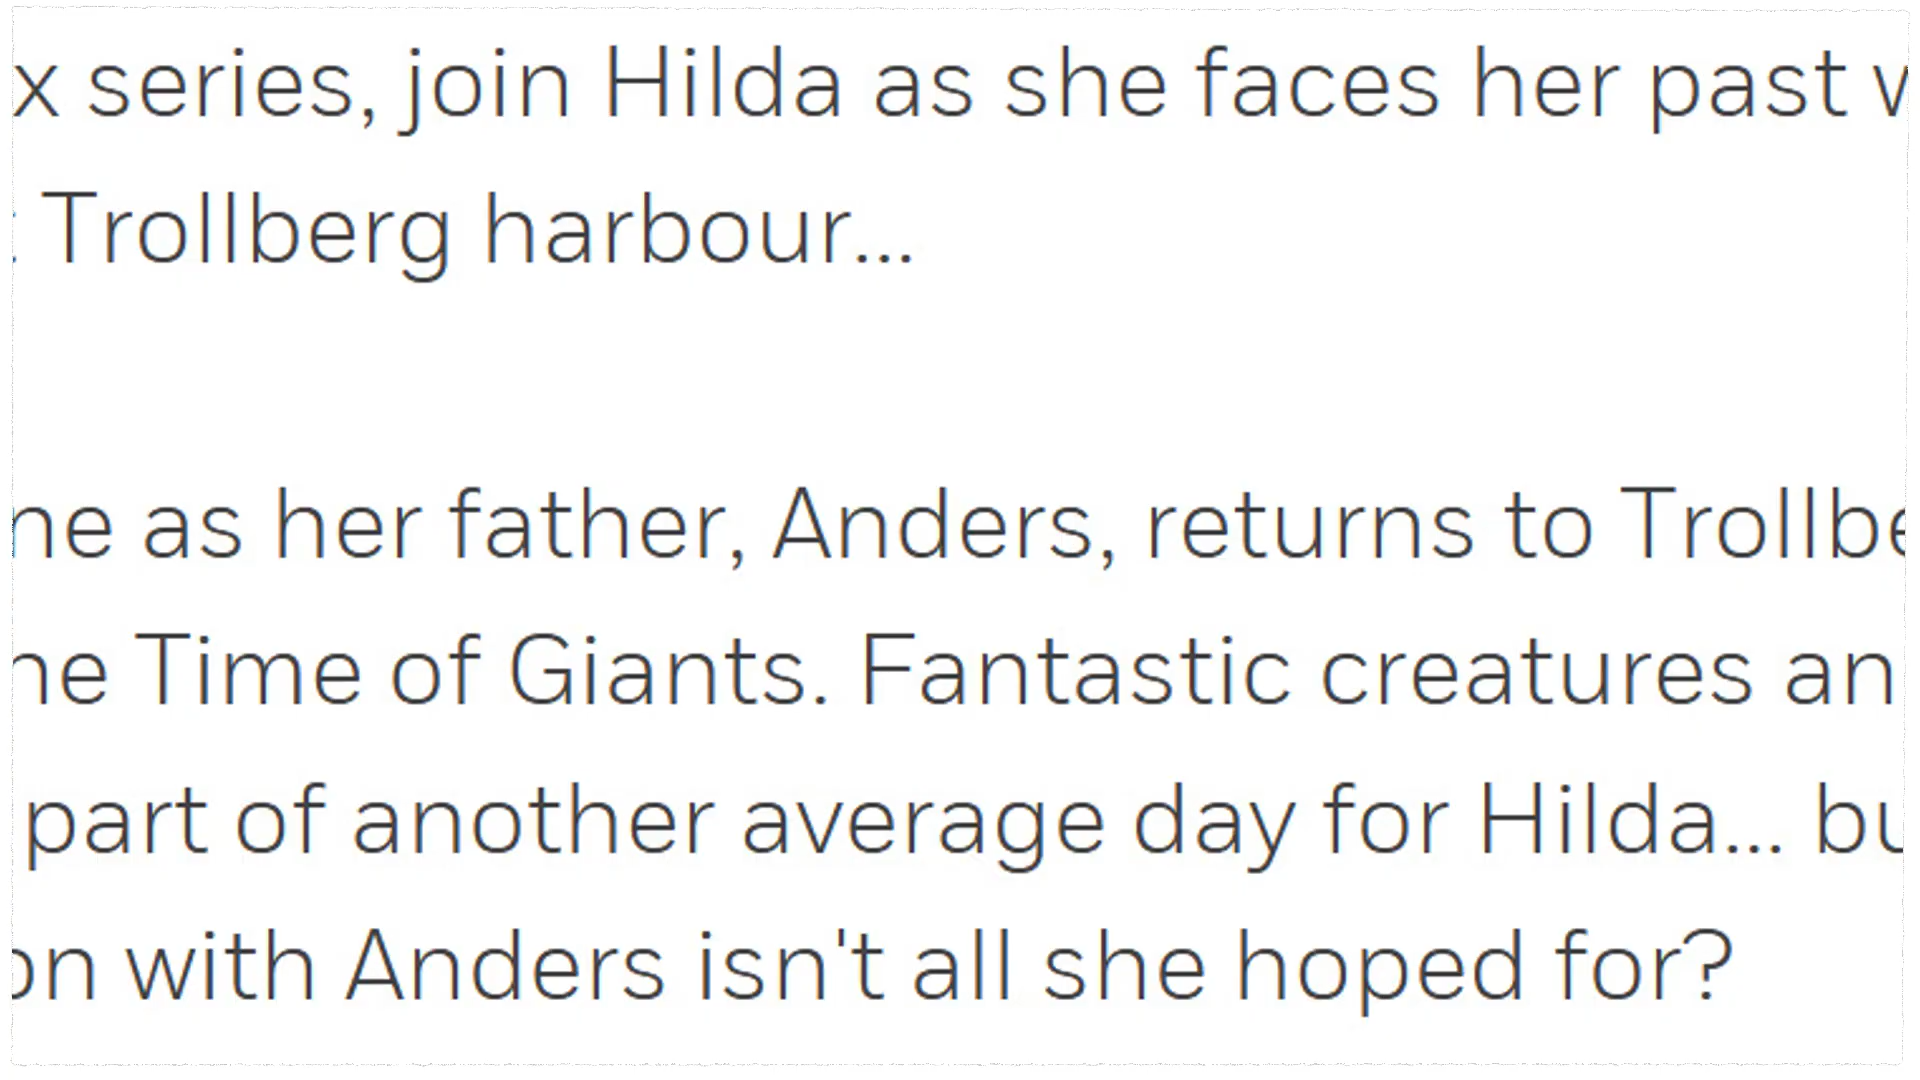 x series, join Hilda as she faces her past
Trollberg harbour...
ne as her father, Anders, returns to Trollbe
he Time of Giants. Fantastic creatures an
part of another average day for Hilda... bu
on with Anders isn't all she hoped for?